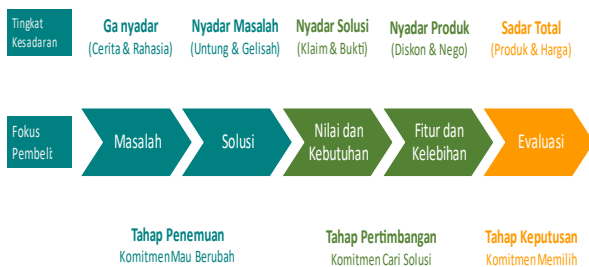 Tingkat
Kesadaran
Ga nyadar
(Cerita & Rahasia)
Nyadar Masalah
(Untung & Gelisah)
Nyadar Solusi
(Klaim & Bukti)
Nyadar Produk
(Diskon & Nego)
Sadar Total
(Produk & Harga)
Fokus
Pembeli:
Masalah
Solusi
Nilai dan
Kebutuhan
Fitur dan
Kelebihan
Evaluasi
Tahap Penemuan
Komitmen Mau Berubah
Tahap Pertimbangan
Komitmen Cari Solusi
Tahap Keputusan
Komitmen Memilih